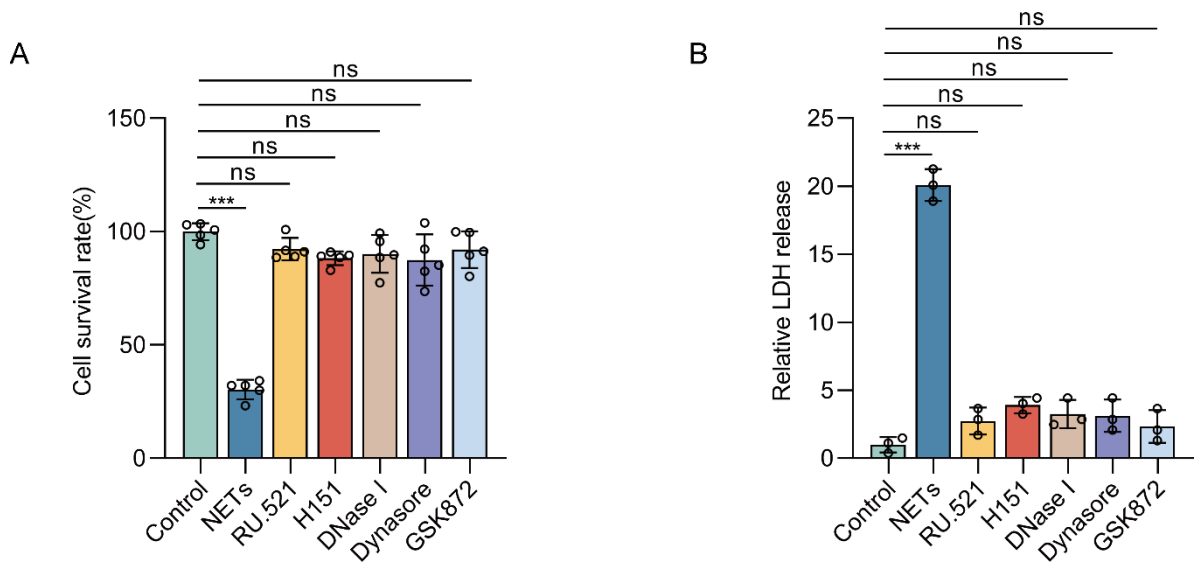 A
ns
ns
ns
ns
ns
***
150
100
50
0
Cell survival rate(%)
Control
NETs
RU.521
H151
DNase I
Dynasore
GSK872
B
ns
ns
ns
ns
ns
***
25
20
15
10
5
0
Relative LDH release
Control
NETs
RU.521
H151
DNase I
Dynasore
GSK872